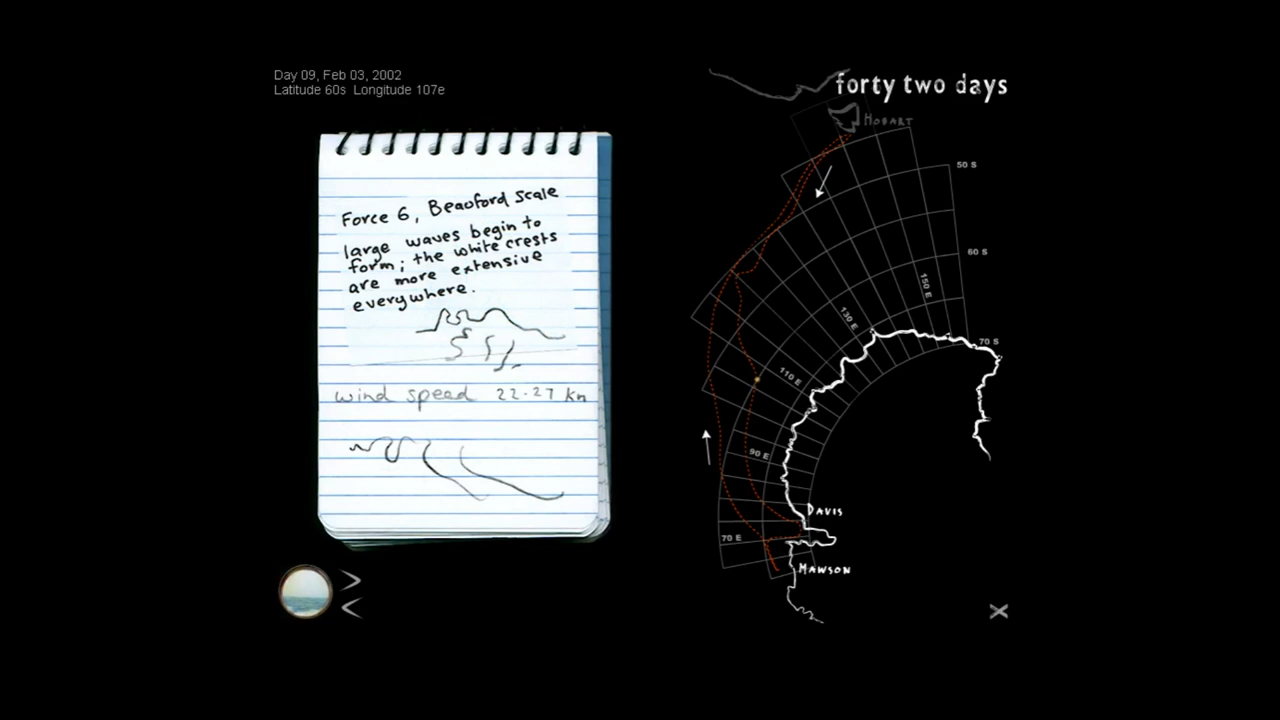 Day 09, Feb 03, 2002
Latitude 60s Longitude 107e
forty two days
Force 6, Beauford Scale
large waves begin to
form; the white crests
are more extensive
everywhere.
wind speed 22-27 kn
HOBART
50 S
60 S
150 E
130 E
70 S
110 E
90 E
DAVIS
70 E
MAWSON